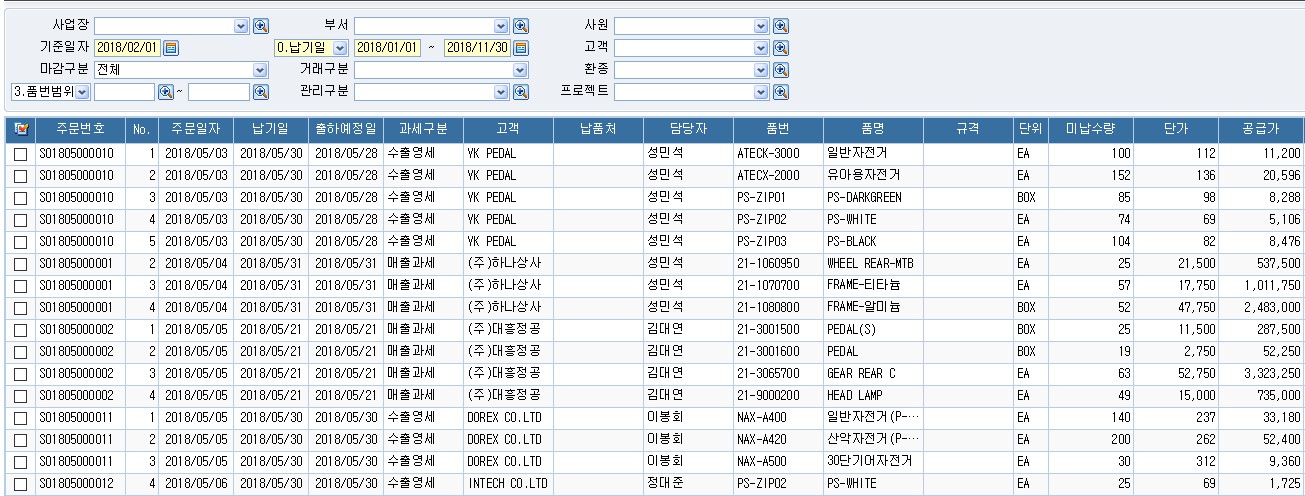 사업장 부서 사원
기준일자 2018/02/01 0.납기일 2018/01/01 ~ 2018/11/30 고객
마감구분 전체 거래구분 환종
3.품번범위 ~ 관리구분 프로젝트
주문번호 No. 주문일자 납기일 출하예정일 과세구분 고객 납품처 담당자 품번 품명 규격 단위 미납수량 단가 공급가
SO1805000010 1 2018/05/03 2018/05/30 2018/05/28 수출영세 YK PEDAL 성민석 ATECK-3000 일반자전거 EA 100 112 11,200
SO1805000010 2 2018/05/03 2018/05/30 2018/05/28 수출영세 YK PEDAL 성민석 ATECX-2000 유아용자전거 EA 152 136 20,596
SO1805000010 3 2018/05/03 2018/05/30 2018/05/28 수출영세 YK PEDAL 성민석 PS-ZIP01 PS-DARKGREEN BOX 85 98 8,288
SO1805000010 4 2018/05/03 2018/05/30 2018/05/28 수출영세 YK PEDAL 성민석 PS-ZIP02 PS-WHITE EA 74 69 5,106
SO1805000010 5 2018/05/03 2018/05/30 2018/05/28 수출영세 YK PEDAL 성민석 PS-ZIP03 PS-BLACK EA 104 82 8,476
SO1805000001 2 2018/05/04 2018/05/31 2018/05/31 매출과세 (주)하나상사 성민석 21-1060950 WHEEL REAR-MTB EA 25 21,500 537,500
SO1805000001 3 2018/05/04 2018/05/31 2018/05/31 매출과세 (주)하나상사 성민석 21-1070700 FRAME-티타늄 EA 57 17,750 1,011,750
SO1805000001 4 2018/05/04 2018/05/31 2018/05/31 매출과세 (주)하나상사 성민석 21-1080800 FRAME-알미늄 BOX 52 47,750 2,483,000
SO1805000002 1 2018/05/05 2018/05/21 2018/05/21 매출과세 (주)대흥정공 김대연 21-3001500 PEDAL(S) BOX 25 11,500 287,500
SO1805000002 2 2018/05/05 2018/05/21 2018/05/21 매출과세 (주)대흥정공 김대연 21-3001600 PEDAL BOX 19 2,750 52,250
SO1805000002 3 2018/05/05 2018/05/21 2018/05/21 매출과세 (주)대흥정공 김대연 21-3065700 GEAR REAR C EA 63 52,750 3,323,250
SO1805000002 4 2018/05/05 2018/05/21 2018/05/21 매출과세 (주)대흥정공 김대연 21-9000200 HEAD LAMP EA 49 15,000 735,000
SO1805000011 1 2018/05/05 2018/05/30 2018/05/30 수출영세 DOREX CO.LTD 이봉회 NAX-A400 일반자전거(P-… EA 140 237 33,180
SO1805000011 2 2018/05/05 2018/05/30 2018/05/30 수출영세 DOREX CO.LTD 이봉회 NAX-A420 산악자전거(P-… EA 200 262 52,400
SO1805000011 3 2018/05/05 2018/05/30 2018/05/30 수출영세 DOREX CO.LTD 이봉회 NAX-A500 30단기어자전거 EA 30 312 9,360
SO1805000012 4 2018/05/06 2018/05/30 2018/05/30 수출영세 INTECH CO.LTD 정대준 PS-ZIP02 PS-WHITE EA 25 69 1,725